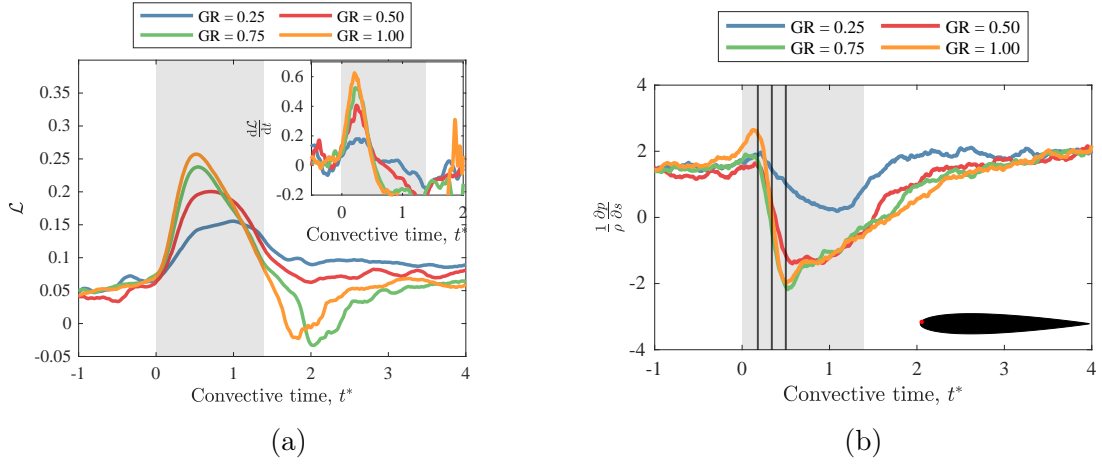 GR = 0.25
GR = 0.50
GR = 0.75
GR = 1.00
0.35
0.30
0.25
0.20
0.15
0.10
0.05
0
-0.05
ℒ
-1
0
1
2
3
4
Convective time, t*
0.6
0.4
0.2
0
-0.2
dℒ/dt
0
1
2
Convective time, t*
(a)
GR = 0.25
GR = 0.50
GR = 0.75
GR = 1.00
4
2
0
-2
-4
1/ρ ∂p/∂s
-1
0
1
2
3
4
Convective time, t*
(b)